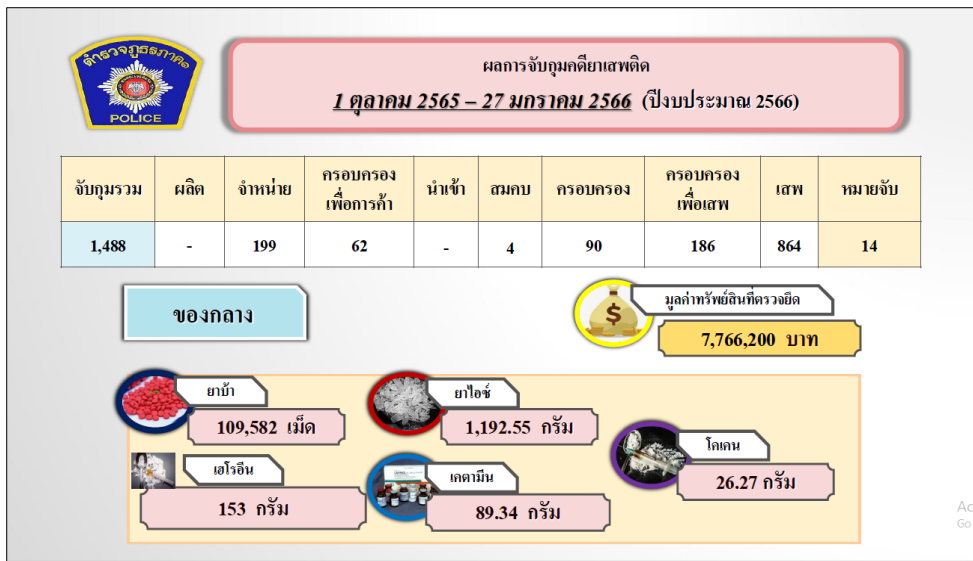 ตำรวจภูธรภาค๑
POLICE
ผลการจับกุมคดียาเสพติด
1 ตุลาคม 2565 – 27 มกราคม 2566 (ปีงบประมาณ 2566)
จับกุมรวม ผลิต จำหน่าย ครอบครองเพื่อการค้า นำเข้า สมคบ ครอบครอง ครอบครองเพื่อเสพ เสพ หมายจับ
1,488 - 199 62 - 4 90 186 864 14
ของกลาง
$
มูลค่าทรัพย์สินที่ตรวจยึด
7,766,200 บาท
ยาบ้า
109,582 เม็ด
ยาไอซ์
1,192.55 กรัม
โคเคน
26.27 กรัม
เฮโรอีน
153 กรัม
เคตามีน
89.34 กรัม
Ac
Go